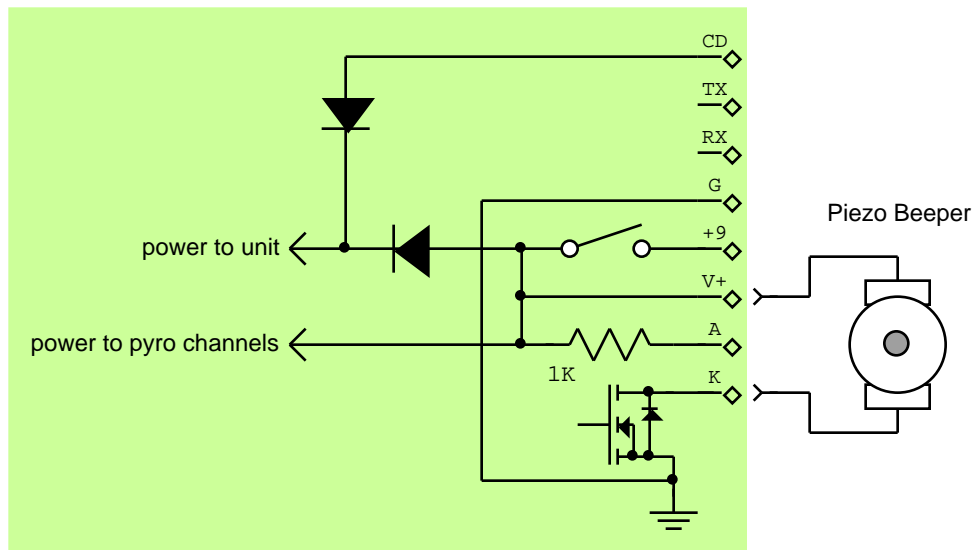 CD
TX
RX
G
Piezo Beeper
+9
power to unit
V+
A
power to pyro channels
1K
K